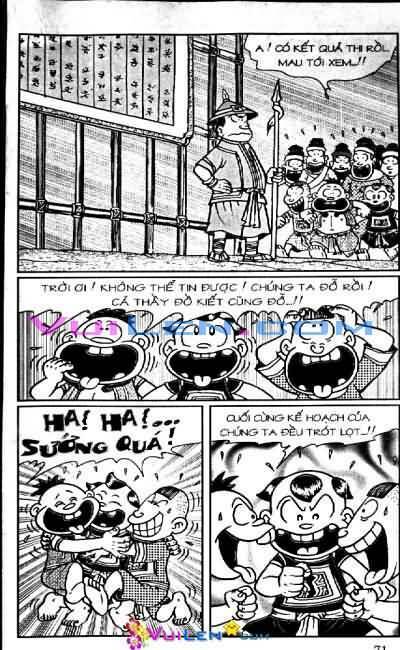 A! CÓ KẾT QUẢ THI RỒI,
MAU TỚI XEM...!!
TRỜI ƠI! KHÔNG THỂ TIN ĐƯỢC! CHÚNG TA ĐỖ RỒI!
CẢ THẦY ĐỒ KIẾT CŨNG ĐỖ...!!
VUILEN.COM
HA! HA!...
SƯỚNG QUÁ!
CUỐI CÙNG KẾ HOẠCH CỦA
CHÚNG TA ĐỀU TRÓT LỌT...!!
VUILEN.COM
71